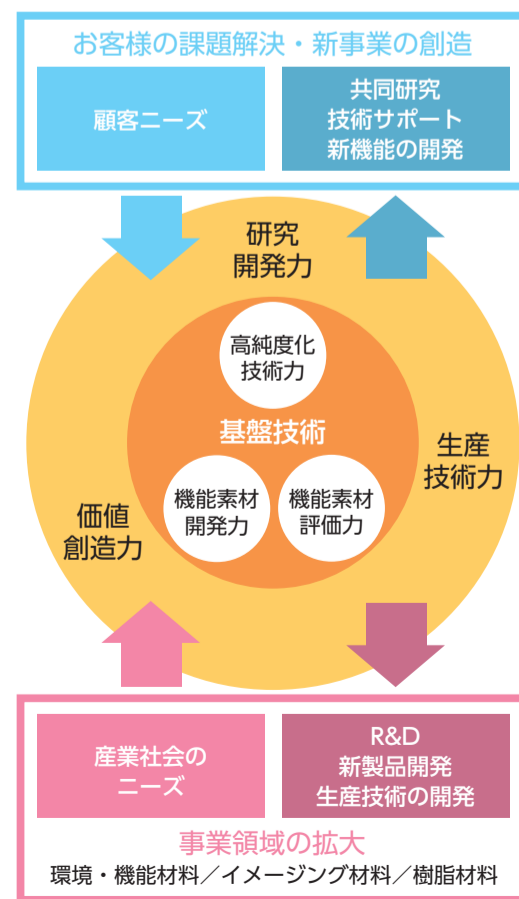 お客様の課題解決・新事業の創造
顧客ニーズ
共同研究
技術サポート
新機能の開発
研究
開発力
高純度化
技術力
基盤技術
生産
技術力
機能素材
開発力
機能素材
評価力
価値
創造力
産業社会の
ニーズ
R&D
新製品開発
生産技術の開発
事業領域の拡大
環境・機能材料／イメージング材料／樹脂材料